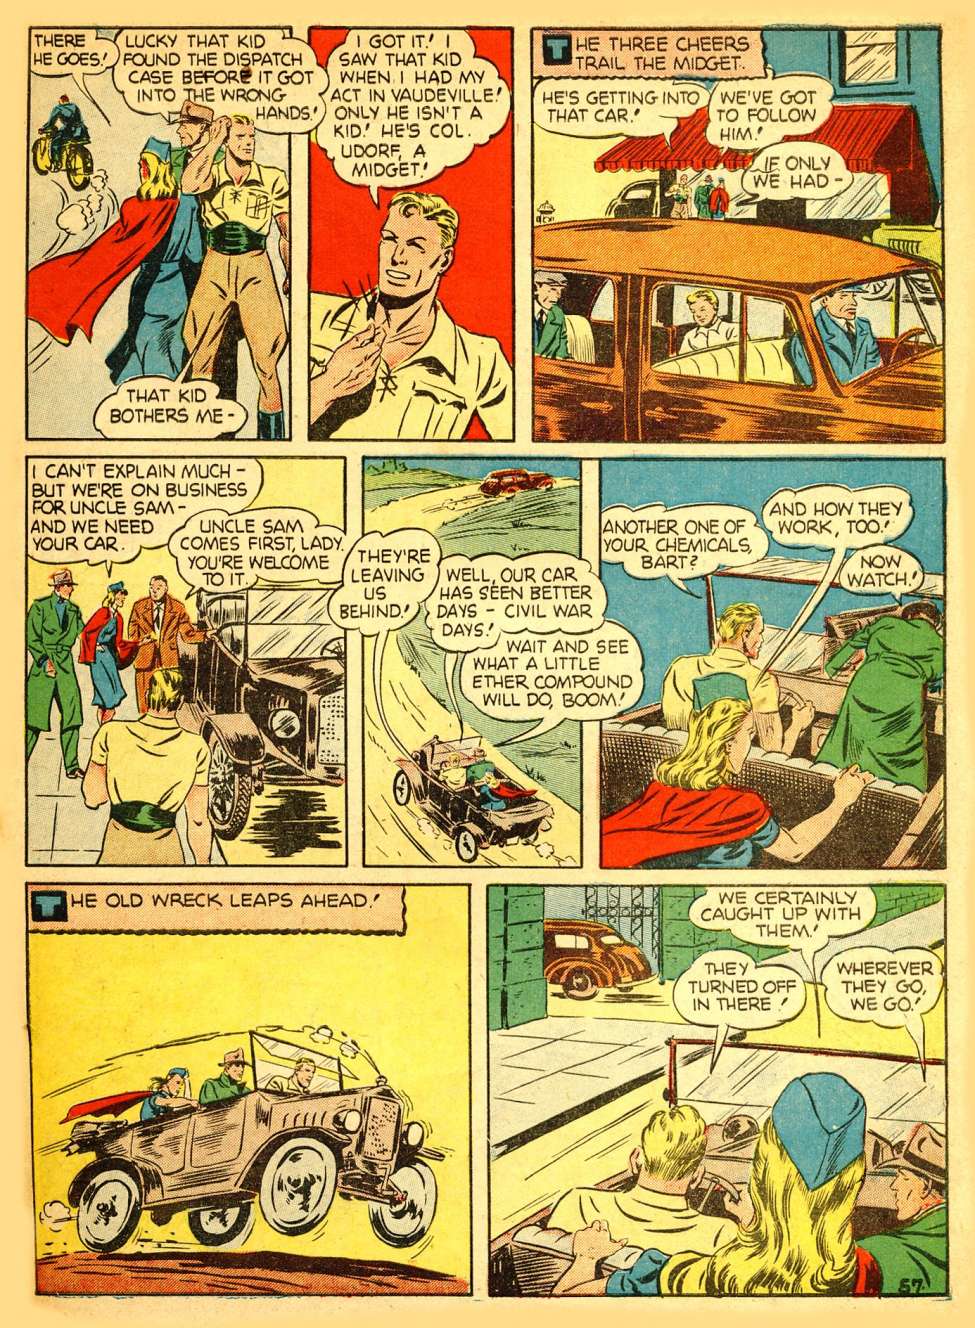 THERE
HE GOES!
LUCKY THAT KID
FOUND THE DISPATCH
CASE BEFORE IT GOT
INTO THE WRONG
HANDS!
THAT KID
BOTHERS ME-
I GOT IT! I
SAW THAT KID
WHEN I HAD MY
ACT IN VAUDEVILLE!
ONLY HE ISN'T A
KID! HE'S COL.
UDORF, A
MIDGET!
THE THREE CHEERS
TRAIL THE MIDGET.
HE'S GETTING INTO
THAT CAR!
WE'VE GOT
TO FOLLOW
HIM!
IF ONLY
WE HAD-
I CAN'T EXPLAIN MUCH-
BUT WE'RE ON BUSINESS
FOR UNCLE SAM-
AND WE NEED
YOUR CAR.
UNCLE SAM
COMES FIRST, LADY.
YOU'RE WELCOME
TO IT.
THEY'RE
LEAVING
US
BEHIND!
WELL, OUR CAR
HAS SEEN BETTER
DAYS - CIVIL WAR
DAYS!
WAIT AND SEE
WHAT A LITTLE
ETHER COMPOUND
WILL DO, BOOM!
ANOTHER ONE OF
YOUR CHEMICALS,
BART?
AND HOW THEY
WORK, TOO!
NOW
WATCH!
THE OLD WRECK LEAPS AHEAD!
WE CERTAINLY
CAUGHT UP WITH
THEM!
THEY
TURNED OFF
IN THERE!
WHEREVER
THEY GO,
WE GO!
57